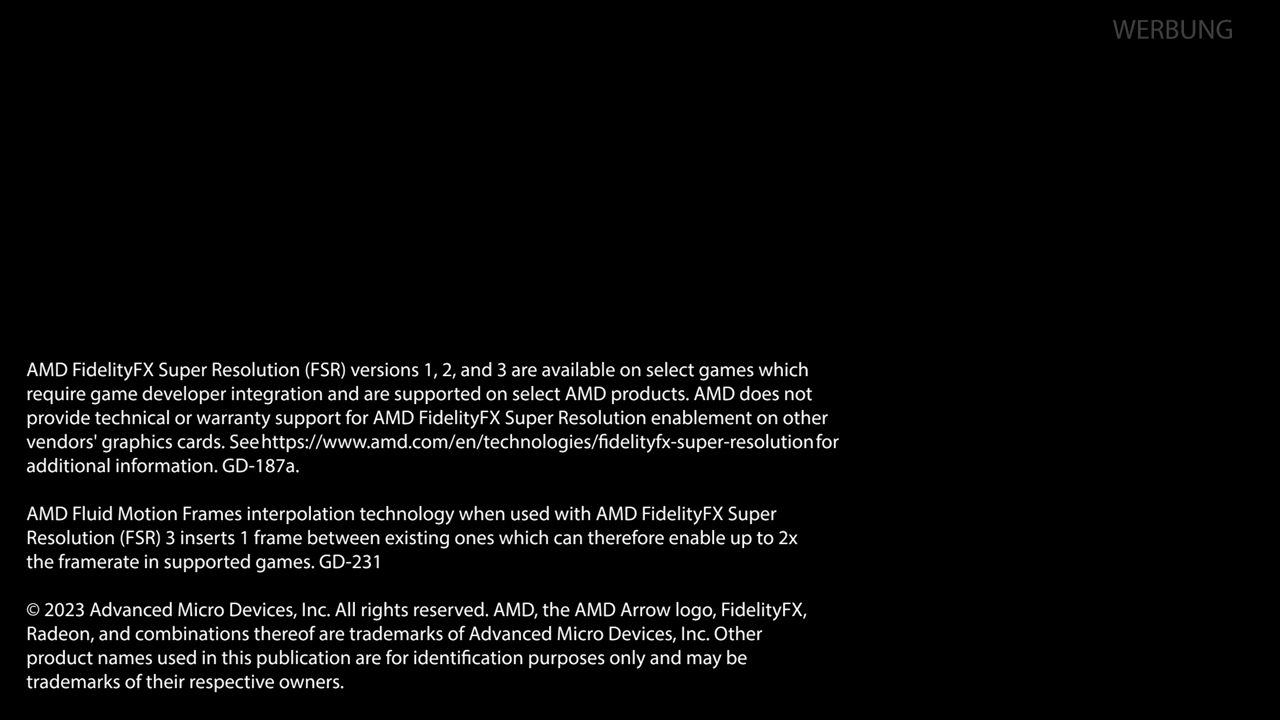 WERBUNG
AMD FidelityFX Super Resolution (FSR) versions 1, 2, and 3 are available on select games which
require game developer integration and are supported on select AMD products. AMD does not
provide technical or warranty support for AMD FidelityFX Super Resolution enablement on other
vendors' graphics cards. See https://www.amd.com/en/technologies/fidelityfx-super-resolution for
additional information. GD-187a.
AMD Fluid Motion Frames interpolation technology when used with AMD FidelityFX Super
Resolution (FSR) 3 inserts 1 frame between existing ones which can therefore enable up to 2x
the framerate in supported games. GD-231
© 2023 Advanced Micro Devices, Inc. All rights reserved. AMD, the AMD Arrow logo, FidelityFX,
Radeon, and combinations thereof are trademarks of Advanced Micro Devices, Inc. Other
product names used in this publication are for identification purposes only and may be
trademarks of their respective owners.